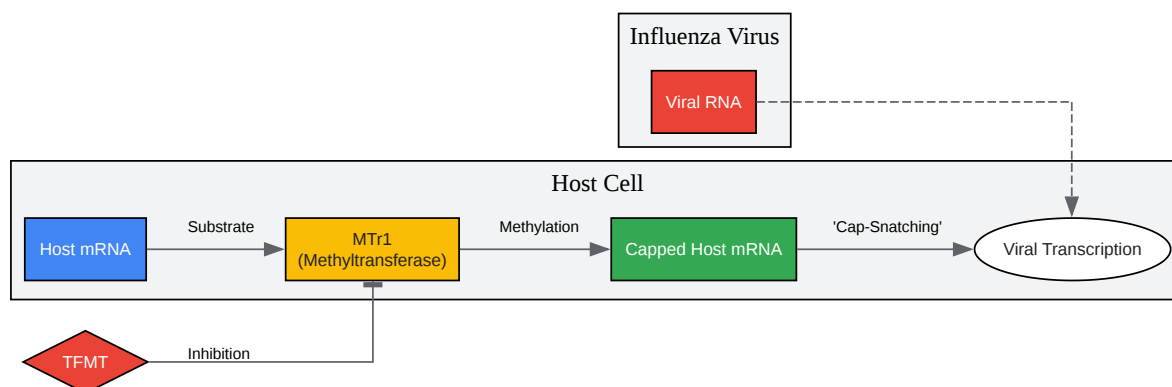 Influenza Virus
Viral RNA
Host Cell
Host mRNA
Substrate
MTr1
(Methyltransferase)
Methylation
Capped Host mRNA
'Cap-Snatching'
Viral Transcription
TFMT
Inhibition